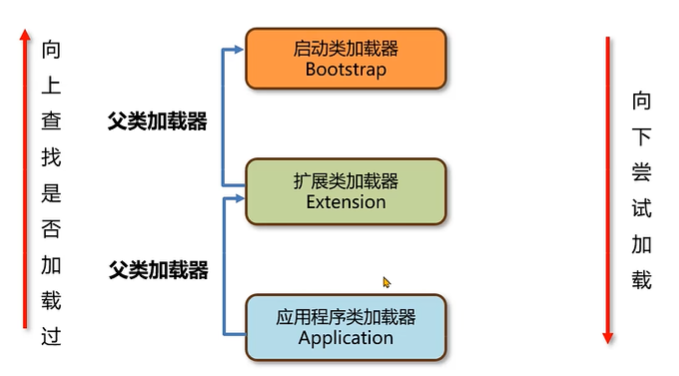 向上查找是否加载过
启动类加载器
Bootstrap
父类加载器
扩展类加载器
Extension
父类加载器
应用程序类加载器
Application
向下尝试加载